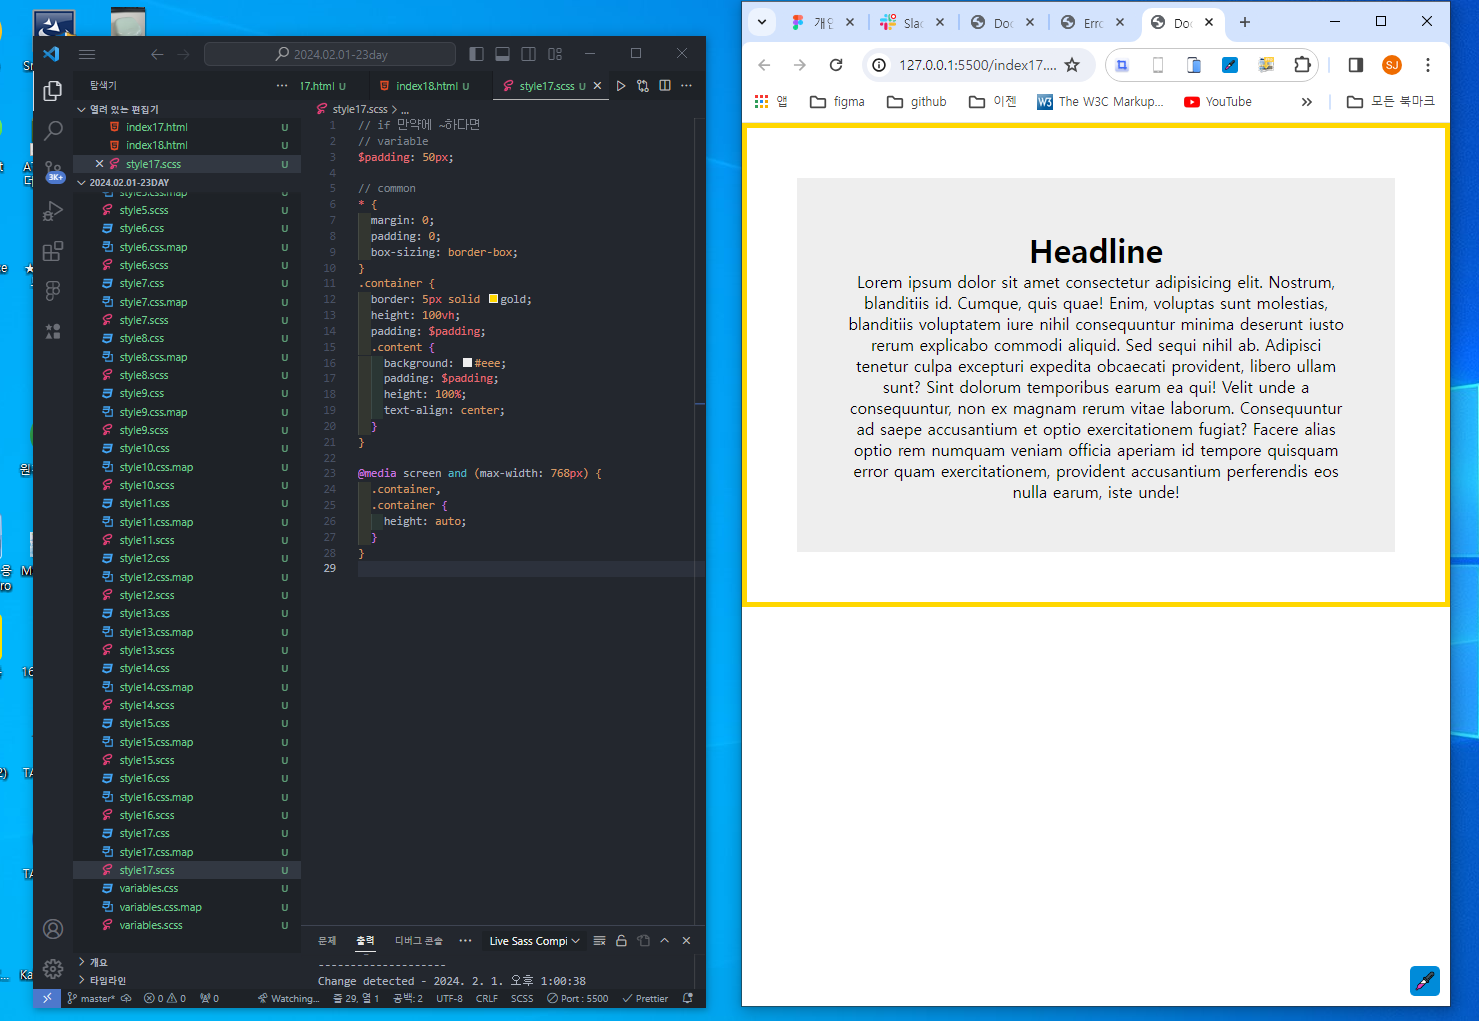 2024.02.01-23day
탐색기
17.html U
index18.html U
style17.scss U
열려 있는 편집기
index17.html U
index18.html U
style17.scss U
2024.02.01-23DAY
style5.css.map U
style5.scss U
style6.css U
style6.css.map U
style6.scss U
style7.css U
style7.css.map U
style7.scss U
style8.css U
style8.css.map U
style8.scss U
style9.css U
style9.css.map U
style9.scss U
style10.css U
style10.css.map U
style10.scss U
style11.css U
style11.css.map U
style11.scss U
style12.css U
style12.css.map U
style12.scss U
style13.css U
style13.css.map U
style13.scss U
style14.css U
style14.css.map U
style14.scss U
style15.css U
style15.css.map U
style15.scss U
style16.css U
style16.css.map U
style16.scss U
style17.css U
style17.css.map U
style17.scss U
variables.css U
variables.css.map U
variables.scss U
개요
타임라인
3K+
style17.scss > ...
1 // if 만약에 ~하다면
2 // variable
3 $padding: 50px;
4
5 // common
6 * {
7 margin: 0;
8 padding: 0;
9 box-sizing: border-box;
10 }
11 .container {
12 border: 5px solid gold;
13 height: 100vh;
14 padding: $padding;
15 .content {
16 background: #eee;
17 padding: $padding;
18 height: 100%;
19 text-align: center;
20 }
21 }
22
23 @media screen and (max-width: 768px) {
24 .container,
25 .container {
26 height: auto;
27 }
28 }
29
문제 출력 디버그 콘솔 ... Live Sass Compi
--------------------
Change detected - 2024. 2. 1. 오후 1:00:38
master* 0 0 0 Watching... 줄 29, 열 1 공백: 2 UTF-8 CRLF SCSS Port : 5500 Prettier
개인 Slac Doc Erro Doc
127.0.0.1:5500/index17....
SJ
앱 figma github 이젠 The W3C Markup... YouTube » 모든 북마크
Headline
Lorem ipsum dolor sit amet consectetur adipisicing elit. Nostrum,
blanditiis id. Cumque, quis quae! Enim, voluptas sunt molestias,
blanditiis voluptatem iure nihil consequuntur minima deserunt iusto
rerum explicabo commodi aliquid. Sed sequi nihil ab. Adipisci
tenetur culpa excepturi expedita obcaecati provident, libero ullam
sunt? Sint dolorum temporibus earum ea qui! Velit unde a
consequuntur, non ex magnam rerum vitae laborum. Consequuntur
ad saepe accusantium et optio exercitationem fugiat? Facere alias
optio rem numquam veniam officia aperiam id tempore quisquam
error quam exercitationem, provident accusantium perferendis eos
nulla earum, iste unde!